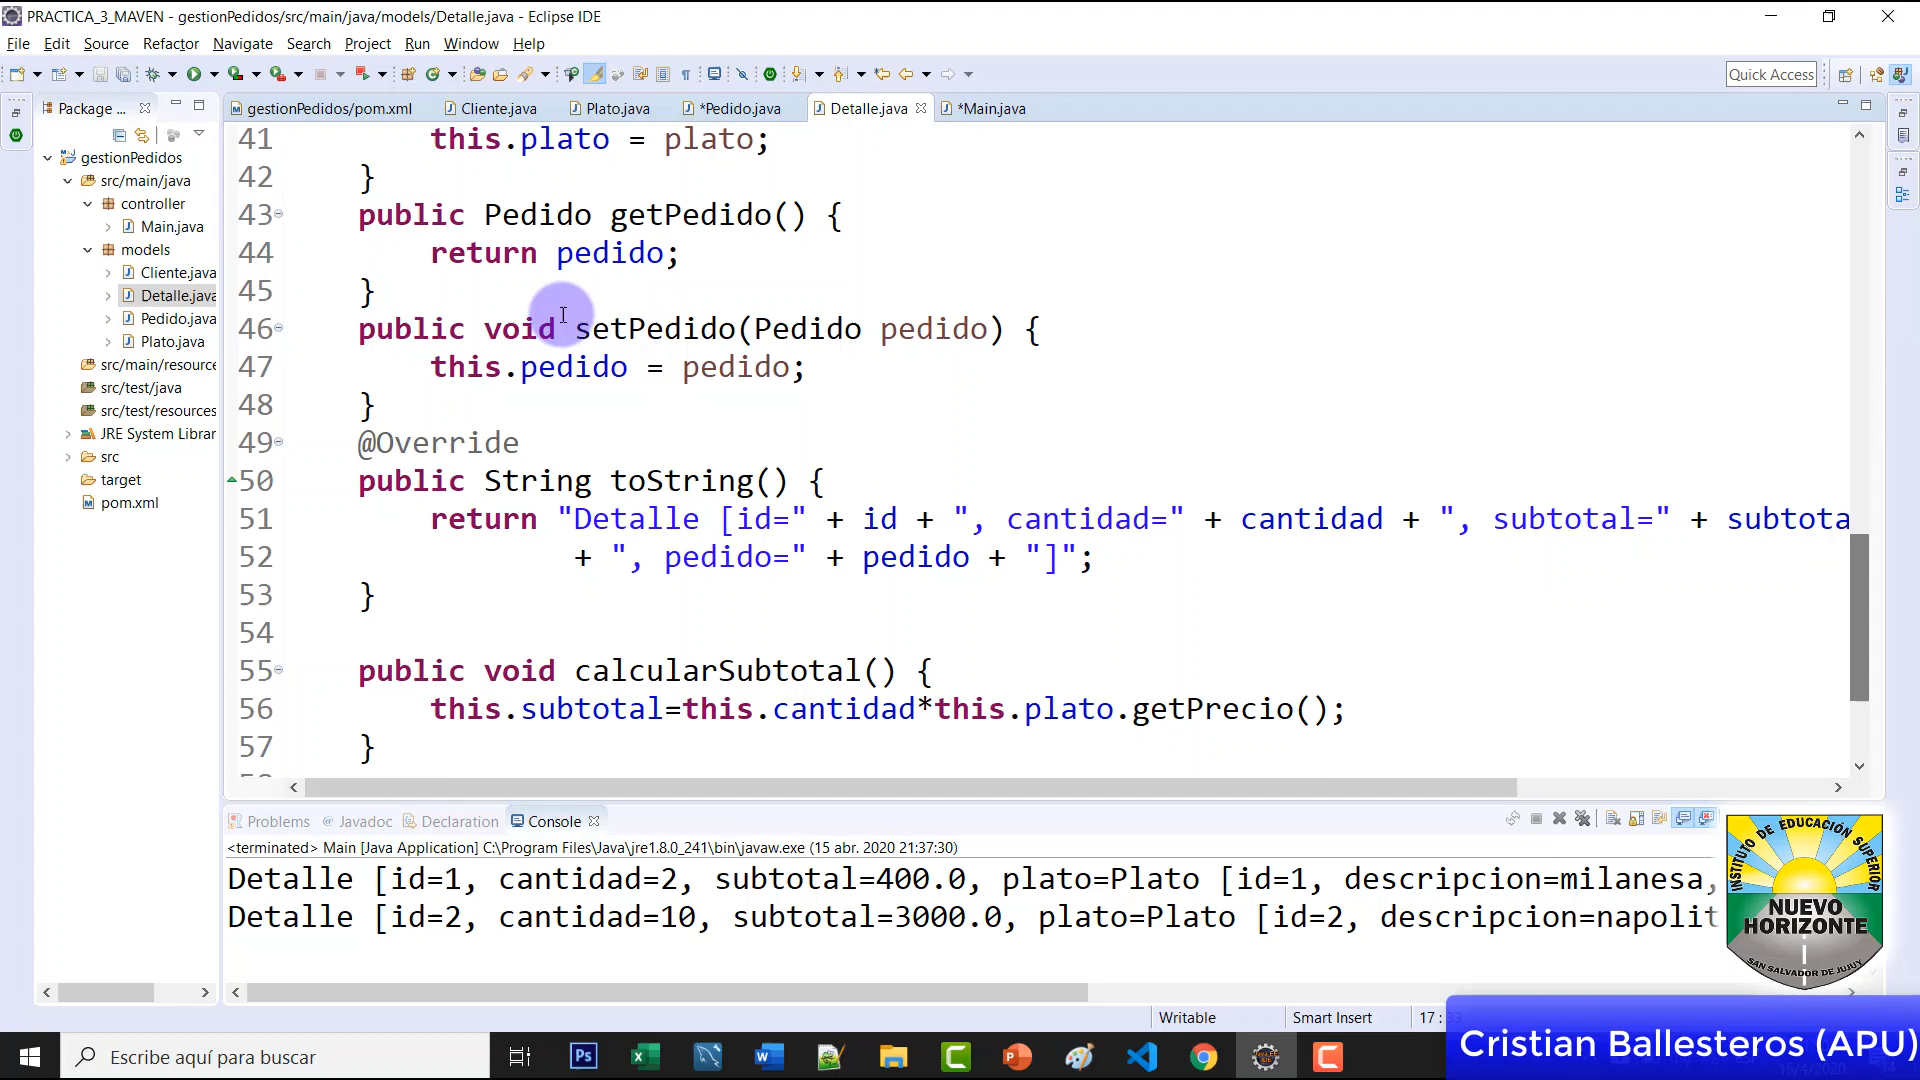 PRACTICA_3_MAVEN - gestionPedidos/src/main/java/models/Detalle.java - Eclipse IDE
File Edit Source Refactor Navigate Search Project Run Window Help
Quick Access
Package ...
gestionPedidos/pom.xml Cliente.java Plato.java *Pedido.java Detalle.java *Main.java
gestionPedidos
src/main/java
controller
Main.java
models
Cliente.java
Detalle.java
Pedido.java
Plato.java
src/main/resource
src/test/java
src/test/resources
JRE System Librar
src
target
pom.xml
41 this.plato = plato;
42 }
43 public Pedido getPedido() {
44 return pedido;
45 }
46 public void setPedido(Pedido pedido) {
47 this.pedido = pedido;
48 }
49 @Override
50 public String toString() {
51 return "Detalle [id=" + id + ", cantidad=" + cantidad + ", subtotal=" + subtota
52 + ", pedido=" + pedido + "]";
53 }
54
55 public void calcularSubtotal() {
56 this.subtotal=this.cantidad*this.plato.getPrecio();
57 }
Problems @ Javadoc Declaration Console
<terminated> Main [Java Application] C:\Program Files\Java\jre1.8.0_241\bin\javaw.exe (15 abr. 2020 21:37:30)
Detalle [id=1, cantidad=2, subtotal=400.0, plato=Plato [id=1, descripcion=milanesa,
Detalle [id=2, cantidad=10, subtotal=3000.0, plato=Plato [id=2, descripcion=napolit
INSTITUTO DE EDUCACIÓN SUPERIOR
NUEVO
HORIZONTE
SAN SALVADOR DE JUJUY
Writable Smart Insert 17 :
Cristian Ballesteros (APU)
Escribe aquí para buscar
15/4/2020